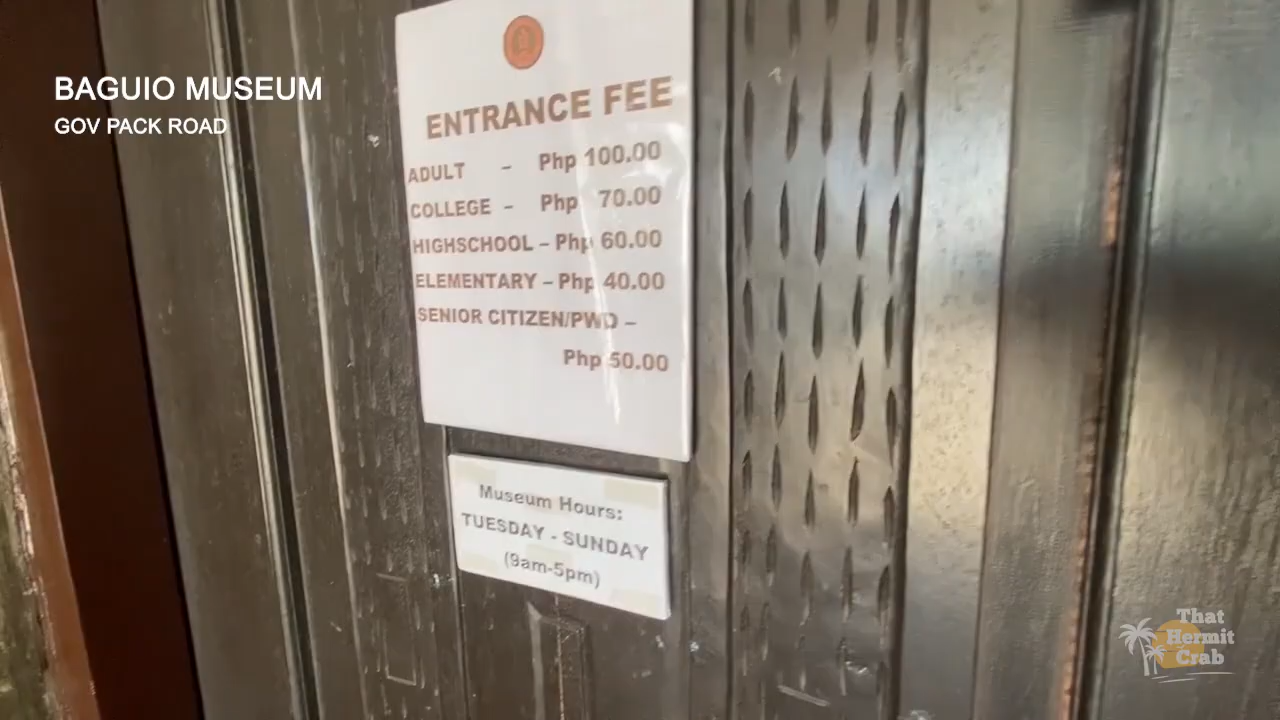 BAGUIO MUSEUM
GOV PACK ROAD
ENTRANCE FEE
ADULT - Php 100.00
COLLEGE - Php 70.00
HIGHSCHOOL – Php 60.00
ELEMENTARY – Php 40.00
SENIOR CITIZEN/PWD –
Php 50.00
Museum Hours:
TUESDAY - SUNDAY
(9am-5pm)
That
Hermit
Crab